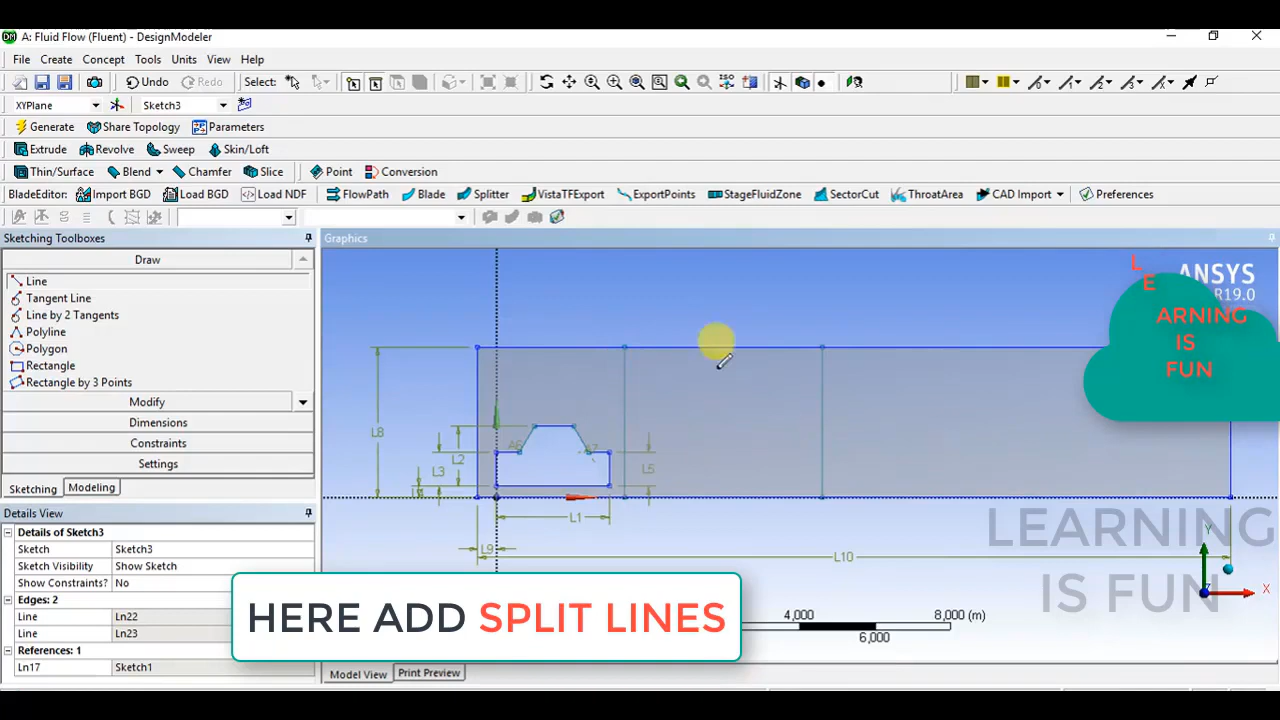 A: Fluid Flow (Fluent) - DesignModeler
File Create Concept Tools Units View Help
Undo Redo Select:
XYPlane Sketch3
Generate Share Topology Parameters
Extrude Revolve Sweep Skin/Loft
Thin/Surface Blend Chamfer Slice Point Conversion
BladeEditor: Import BGD Load BGD Load NDF FlowPath Blade Splitter VistaTFExport ExportPoints StageFluidZone SectorCut ThroatArea CAD Import Preferences
Sketching Toolboxes
Draw
Line
Tangent Line
Line by 2 Tangents
Polyline
Polygon
Rectangle
Rectangle by 3 Points
Modify
Dimensions
Constraints
Settings
Sketching Modeling
Details View
Details of Sketch3
Sketch Sketch3
Sketch Visibility Show Sketch
Show Constraints? No
Edges: 2
Line Ln22
Line Ln23
References: 1
Ln17 Sketch1
Graphics
ANSYS
R19.0
L
E
ARNING
IS
FUN
L8
L2
L3
L5
L1
L9
L10
LEARNING
IS FUN
Y
X
HERE ADD SPLIT LINES
4,000 8,000 (m)
6,000
Model View Print Preview